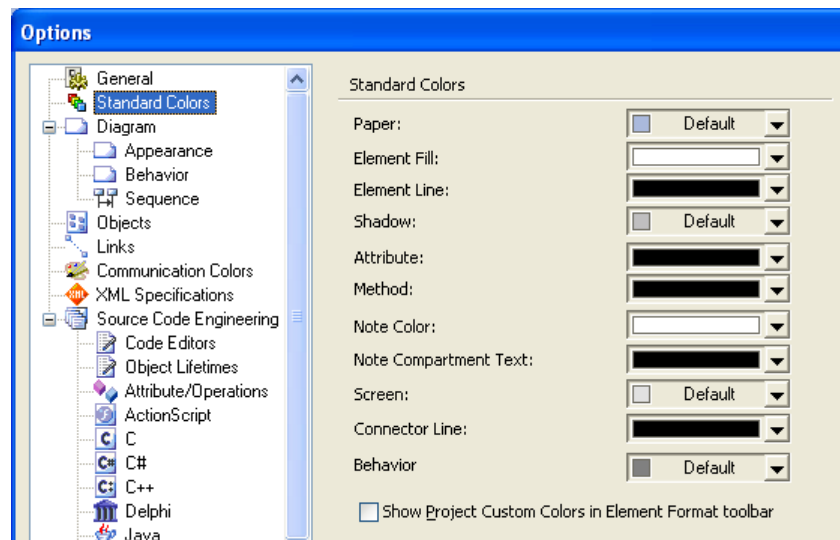 Options
General
Standard Colors
Diagram
Appearance
Behavior
Sequence
Objects
Links
Communication Colors
XML Specifications
Source Code Engineering
Code Editors
Object Lifetimes
Attribute/Operations
ActionScript
C
C#
C++
Delphi
Java
Standard Colors
Paper: Default
Element Fill:
Element Line:
Shadow: Default
Attribute:
Method:
Note Color:
Note Compartment Text:
Screen: Default
Connector Line:
Behavior Default
Show Project Custom Colors in Element Format toolbar